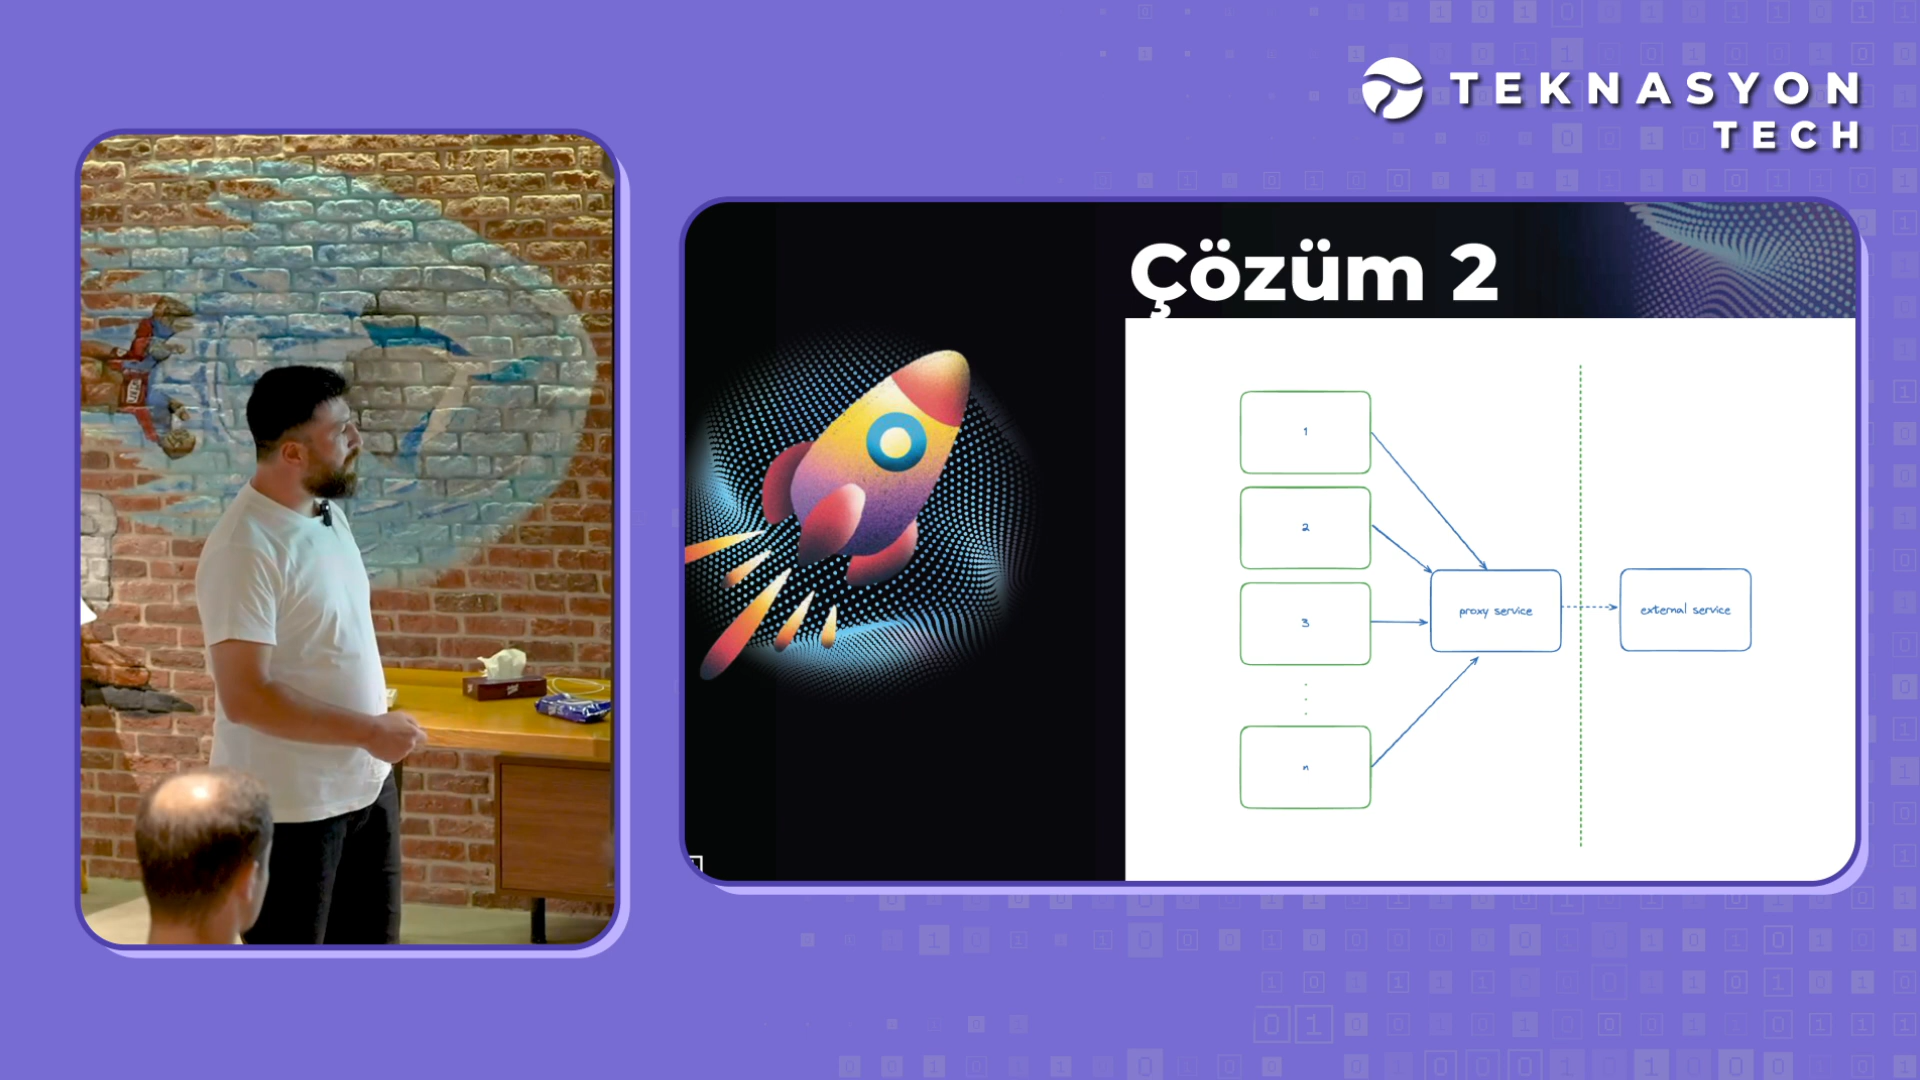 TEKNASYON
TECH
Çözüm 2
1
2
3
n
proxy service
external service